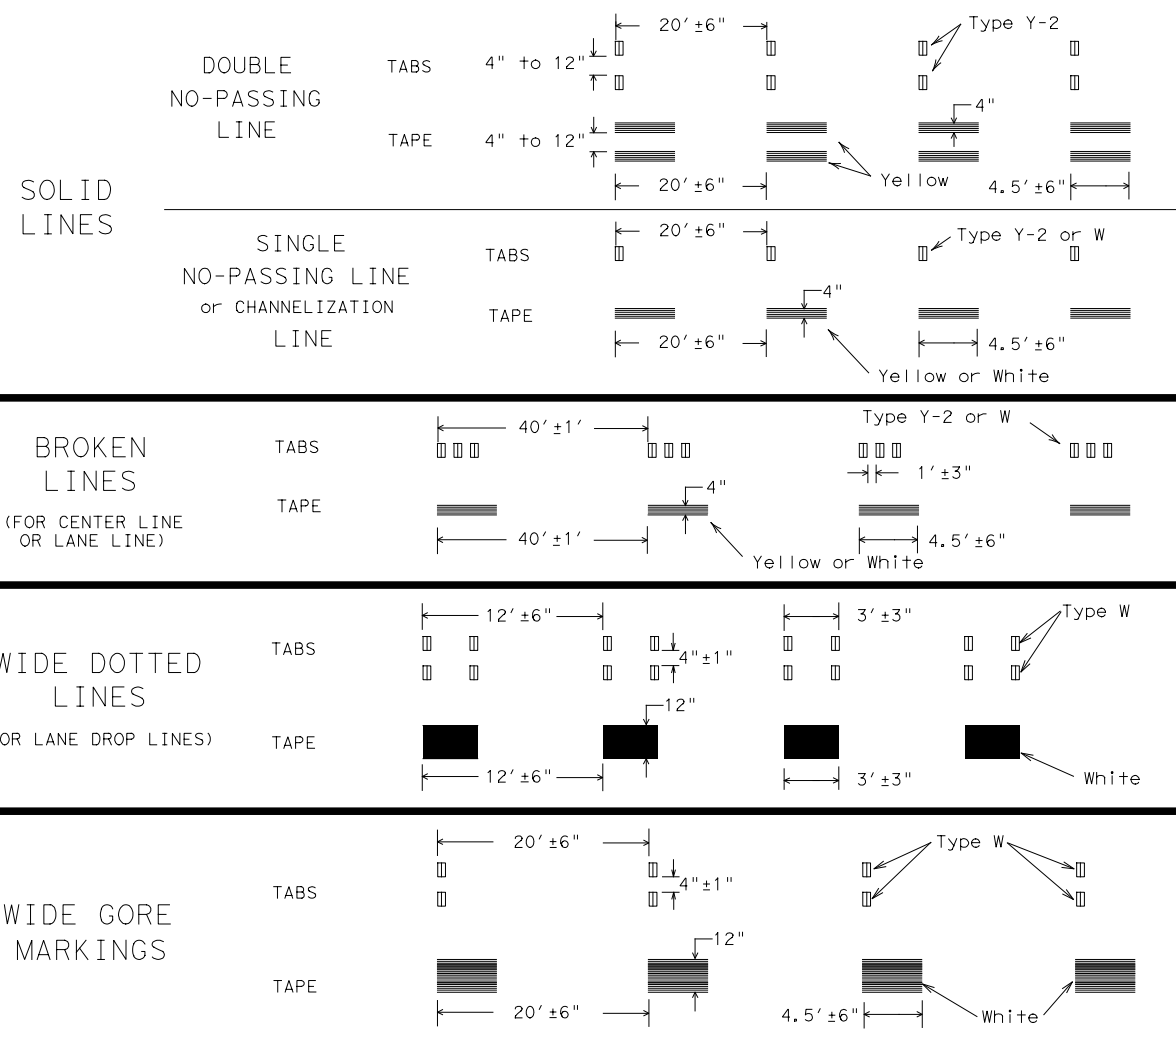 SOLID
LINES
DOUBLE
NO-PASSING
LINE
TABS
4" to 12"
20'±6"
Type Y-2
TAPE
4" to 12"
4"
Yellow
20'±6"
4.5'±6"
SINGLE
NO-PASSING LINE
or CHANNELIZATION
LINE
TABS
20'±6"
Type Y-2 or W
TAPE
4"
20'±6"
4.5'±6"
Yellow or White
BROKEN
LINES
(FOR CENTER LINE
OR LANE LINE)
TABS
40'±1'
Type Y-2 or W
1'±3"
TAPE
4"
40'±1'
4.5'±6"
Yellow or White
WIDE DOTTED
LINES
OR LANE DROP LINES)
TABS
12'±6"
3'±3"
Type W
4"±1"
TAPE
12"
12'±6"
3'±3"
White
WIDE GORE
MARKINGS
TABS
20'±6"
4"±1"
Type W
TAPE
12"
20'±6"
4.5'±6"
White